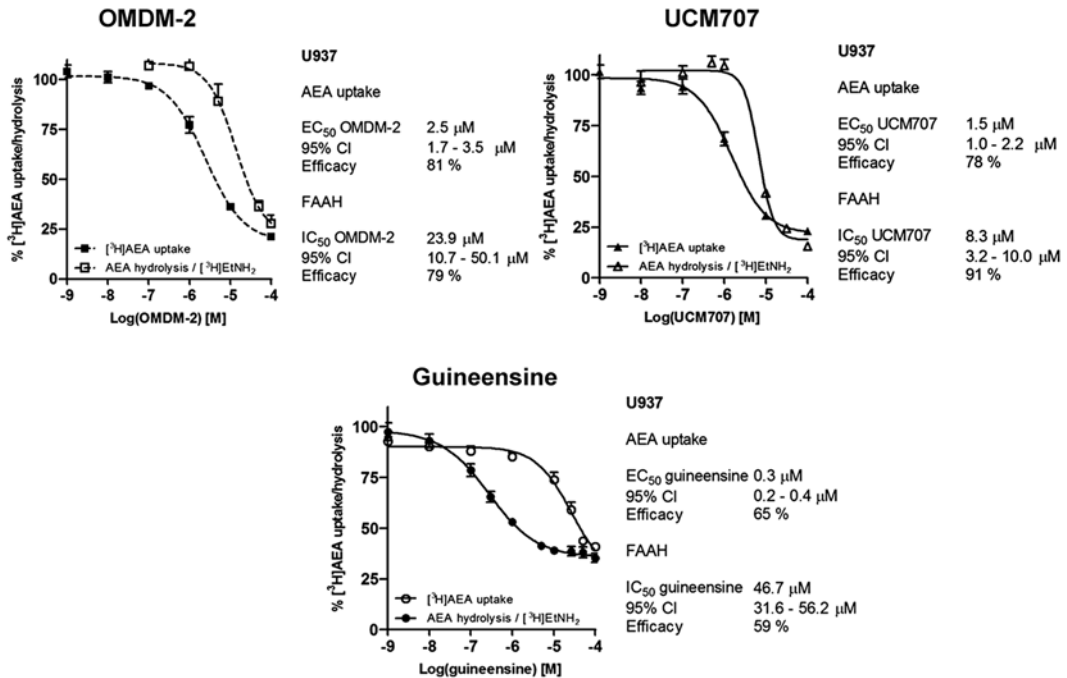 OMDM-2
% [³H]AEA uptake/hydrolysis
100
75
50
25
0
[³H]AEA uptake
AEA hydrolysis / [³H]EtNH₂
-9 -8 -7 -6 -5 -4
Log(OMDM-2) [M]
U937
AEA uptake
EC₅₀ OMDM-2 2.5 µM
95% CI 1.7 - 3.5 µM
Efficacy 81 %
FAAH
IC₅₀ OMDM-2 23.9 µM
95% CI 10.7 - 50.1 µM
Efficacy 79 %
UCM707
% [³H]AEA uptake/hydrolysis
100
75
50
25
0
[³H]AEA uptake
AEA hydrolysis / [³H]EtNH₂
-9 -8 -7 -6 -5 -4
Log(UCM707) [M]
U937
AEA uptake
EC₅₀ UCM707 1.5 µM
95% CI 1.0 - 2.2 µM
Efficacy 78 %
FAAH
IC₅₀ UCM707 8.3 µM
95% CI 3.2 - 10.0 µM
Efficacy 91 %
Guineensine
% [³H]AEA uptake/hydrolysis
100
75
50
25
0
[³H]AEA uptake
AEA hydrolysis / [³H]EtNH₂
-9 -8 -7 -6 -5 -4
Log(guineensine) [M]
U937
AEA uptake
EC₅₀ guineensine 0.3 µM
95% CI 0.2 - 0.4 µM
Efficacy 65 %
FAAH
IC₅₀ guineensine 46.7 µM
95% CI 31.6 - 56.2 µM
Efficacy 59 %